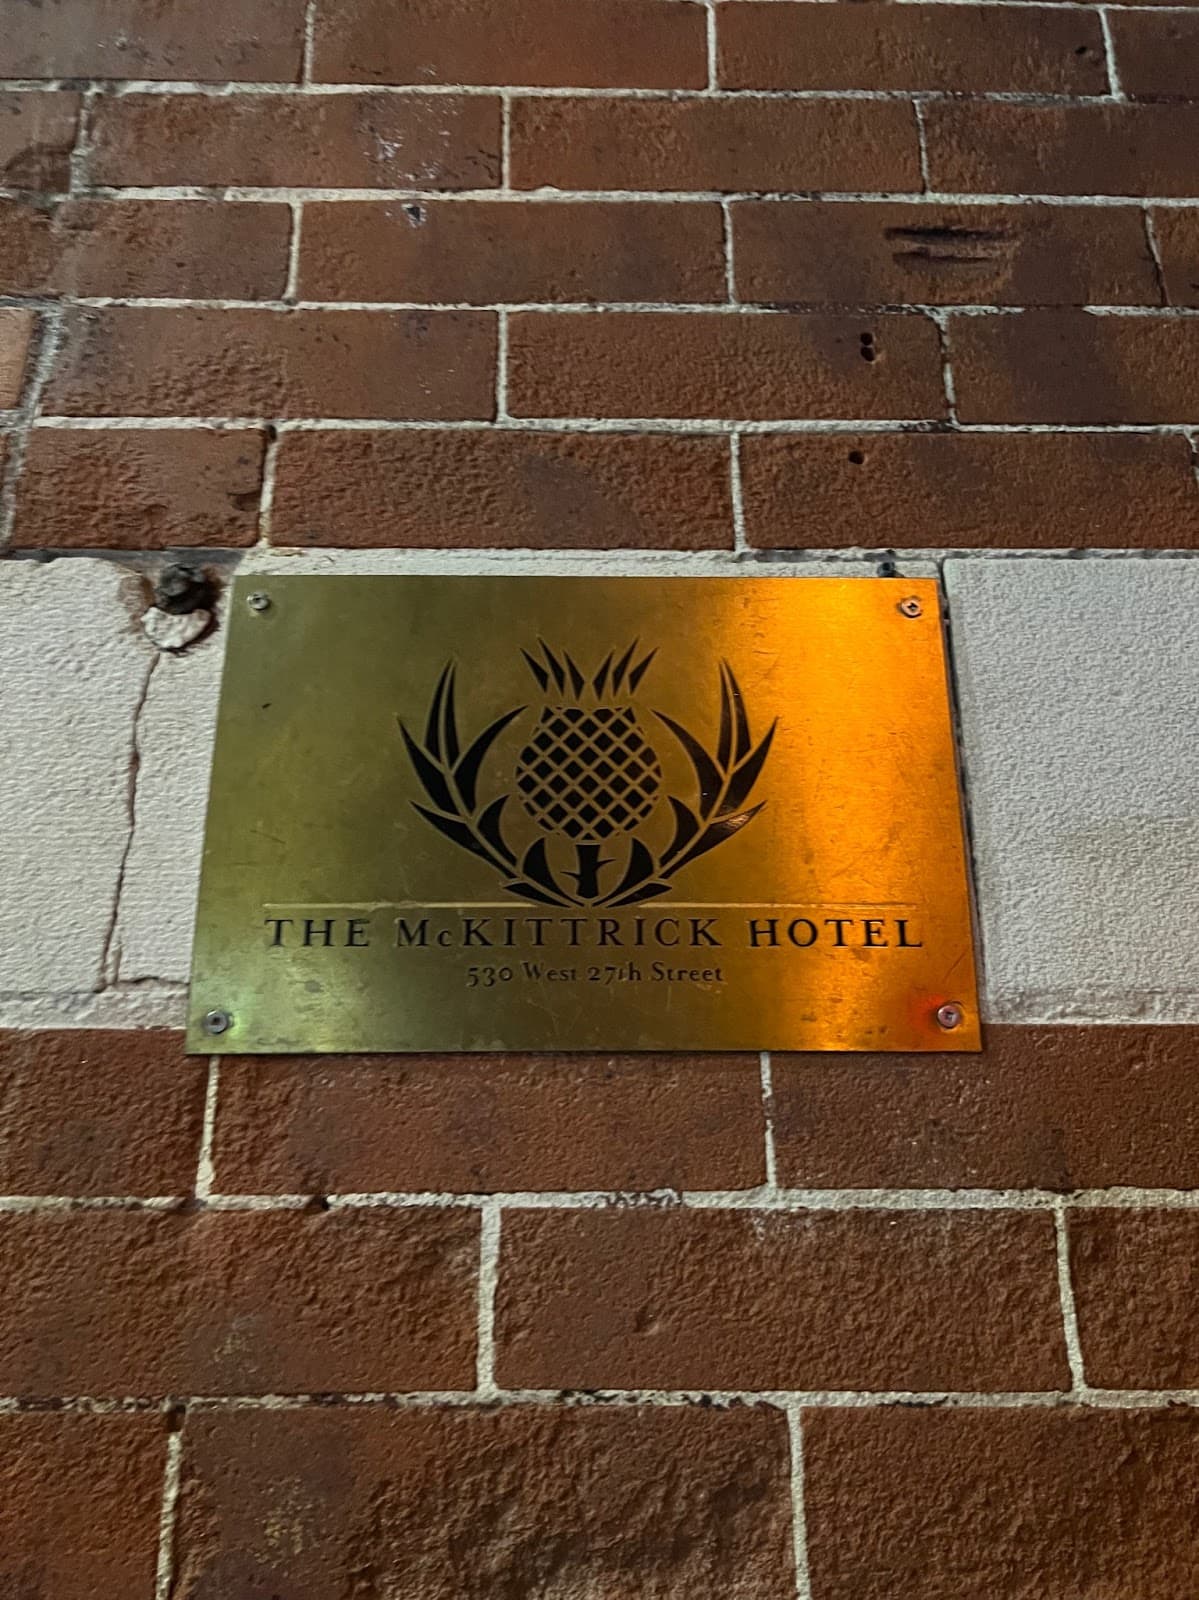 THE McKITTRICK HOTEL
530 West 27th Street